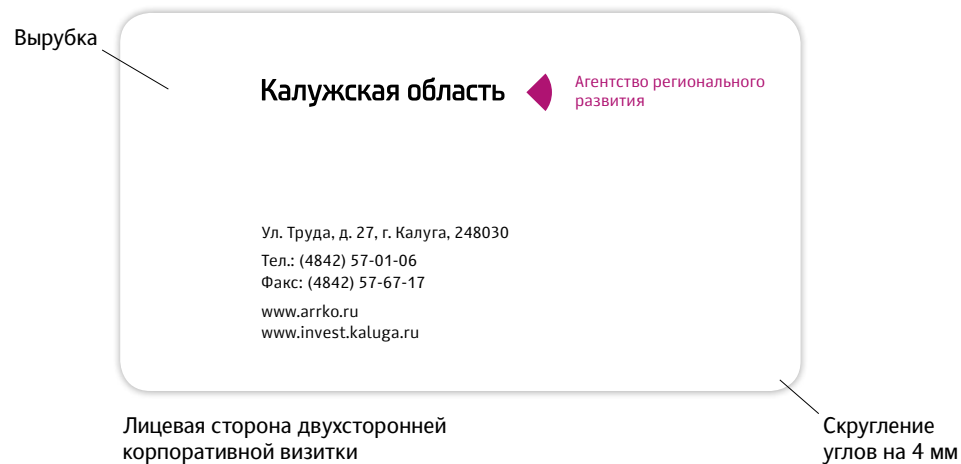 Вырубка
Калужская область
Агентство регионального
развития
Ул. Труда, д. 27, г. Калуга, 248030
Тел.: (4842) 57-01-06
Факс: (4842) 57-67-17
www.arrko.ru
www.invest.kaluga.ru
Лицевая сторона двухсторонней
корпоративной визитки
Скругление
углов на 4 мм